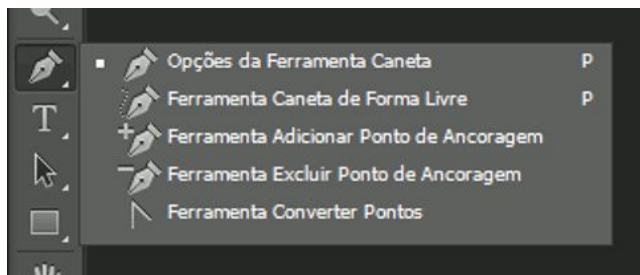 Opções da Ferramenta Caneta P
Ferramenta Caneta de Forma Livre P
Ferramenta Adicionar Ponto de Ancoragem
Ferramenta Excluir Ponto de Ancoragem
Ferramenta Converter Pontos